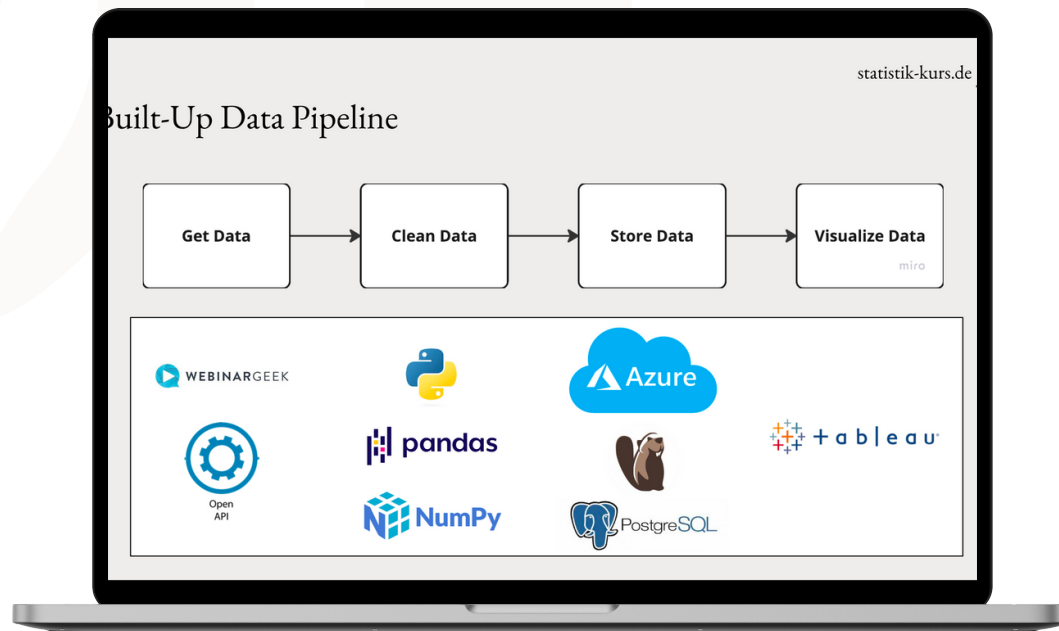 statistik-kurs.de
Built-Up Data Pipeline
Get Data
Clean Data
Store Data
Visualize Data
miro
WEBINARGEEK
Azure
pandas
+ableau
Open
API
NumPy
PostgreSQL